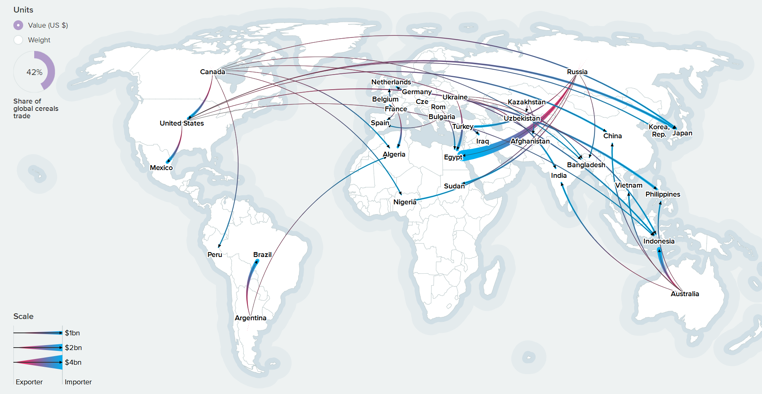 Units
Value (US $)
Weight
42%
Share of
global cereals
trade
Canada
United States
Mexico
Peru
Brazil
Argentina
Netherlands
Belgium
Germany
France
Cze
Rom
Bulgaria
Spain
Ukraine
Turkey
Iraq
Algeria
Egypt
Sudan
Nigeria
Russia
Kazakhstan
Uzbekistan
Afghanistan
China
Korea,
Rep.
Japan
Bangladesh
India
Vietnam
Philippines
Indonesia
Australia
Scale
$1bn
$2bn
$4bn
Exporter
Importer